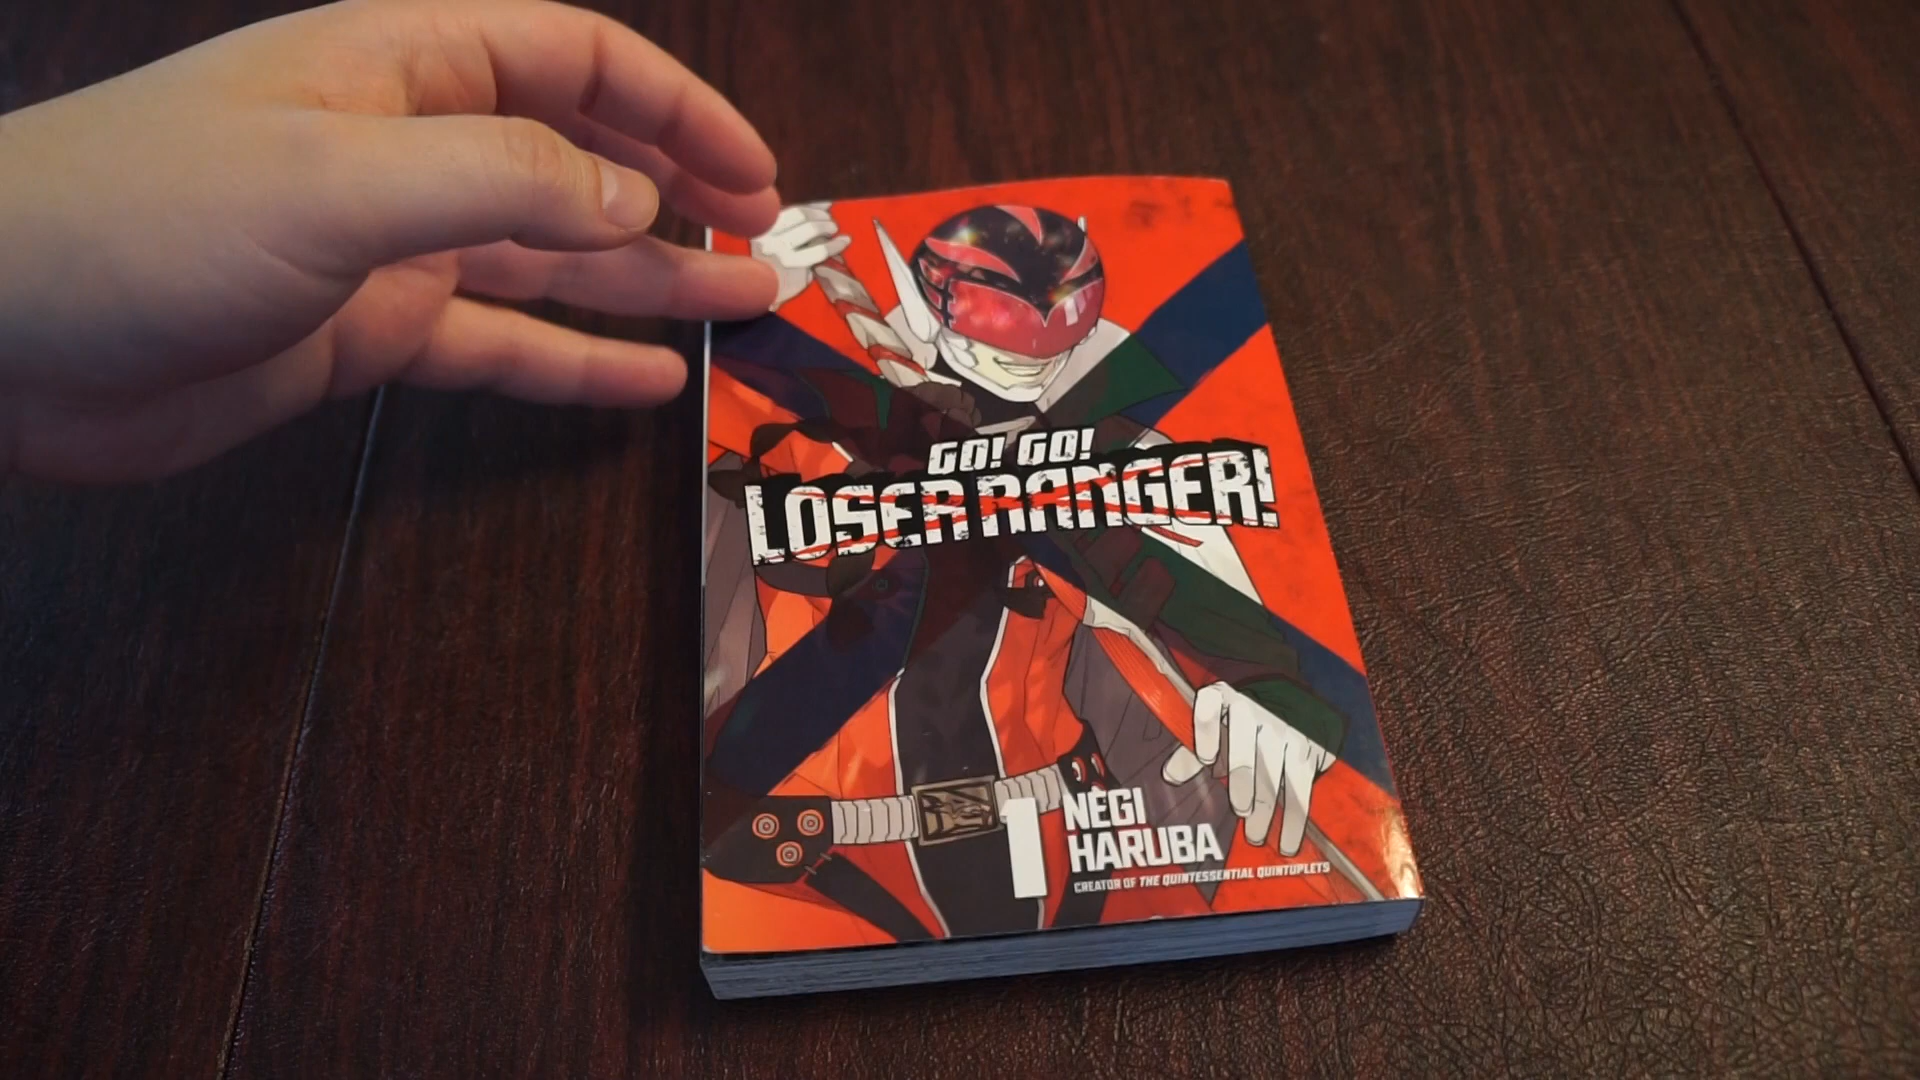 GO! GO!
LOSER RANGER!
1
NEGI
HARUBA
CREATOR OF THE QUINTESSENTIAL QUINTUPLETS